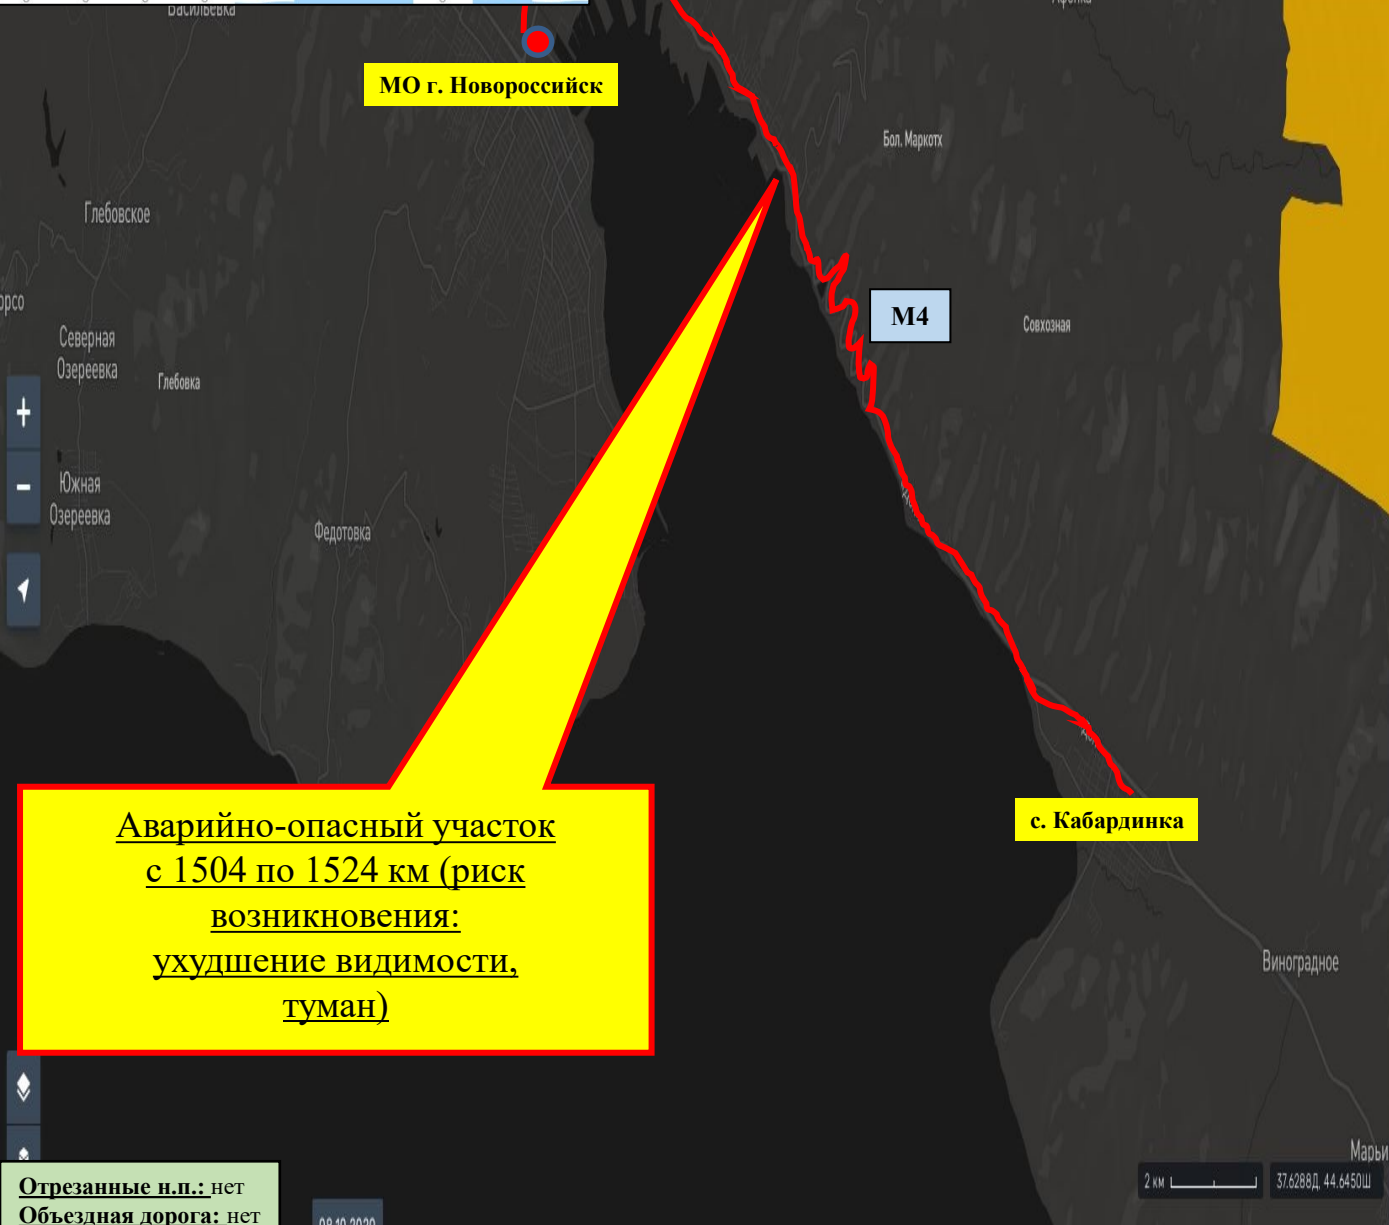 Васильевка
МО г. Новороссийск
Бол. Маркотх
Глебовское
М4
Совхозная
Северная
Озереевка
Глебовка
+
−
Южная
Озереевка
Федотовка
Аварийно-опасный участок
с 1504 по 1524 км (риск
возникновения:
ухудшение видимости,
туман)
с. Кабардинка
Виноградное
2 км
37.6288Д, 44.6450Ш
Отрезанные н.п.: нет
Объездная дорога: нет